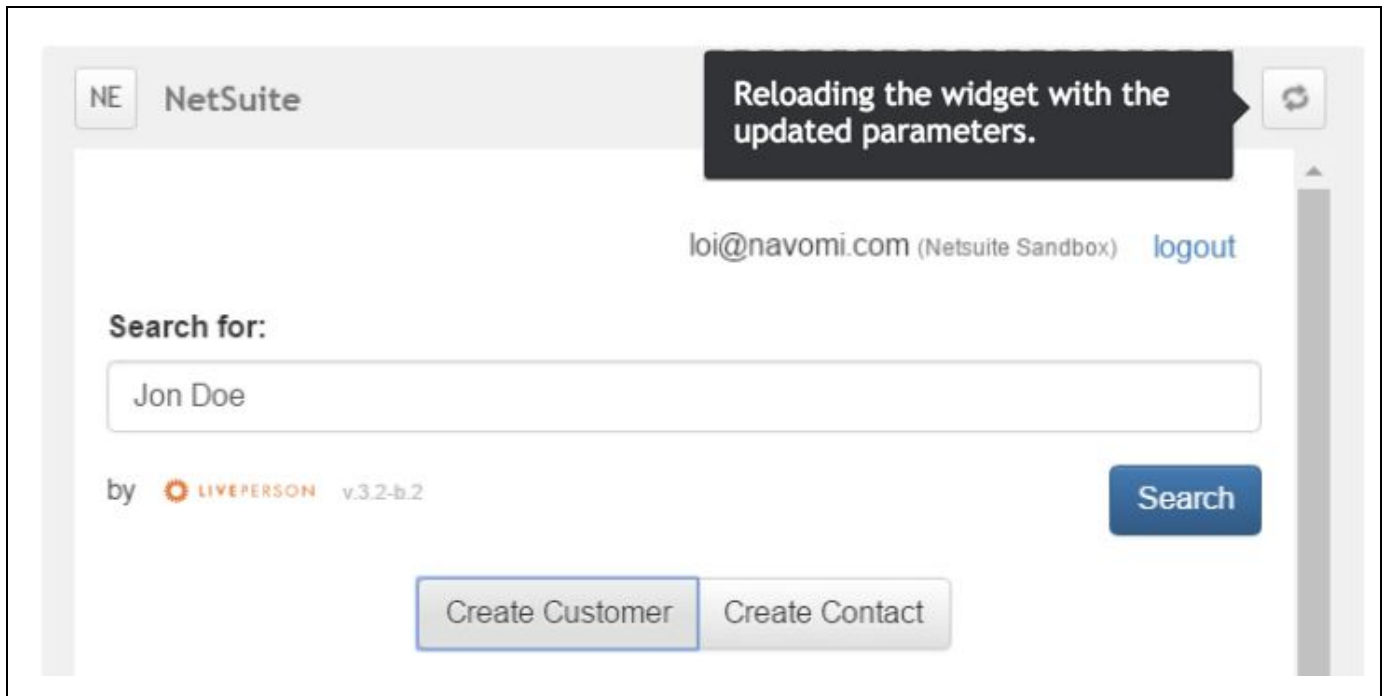 NE NetSuite
Reloading the widget with the
updated parameters.
loi@navomi.com (Netsuite Sandbox) logout
Search for:
Jon Doe
by LIVEPERSON v.3.2-b.2
Search
Create Customer Create Contact